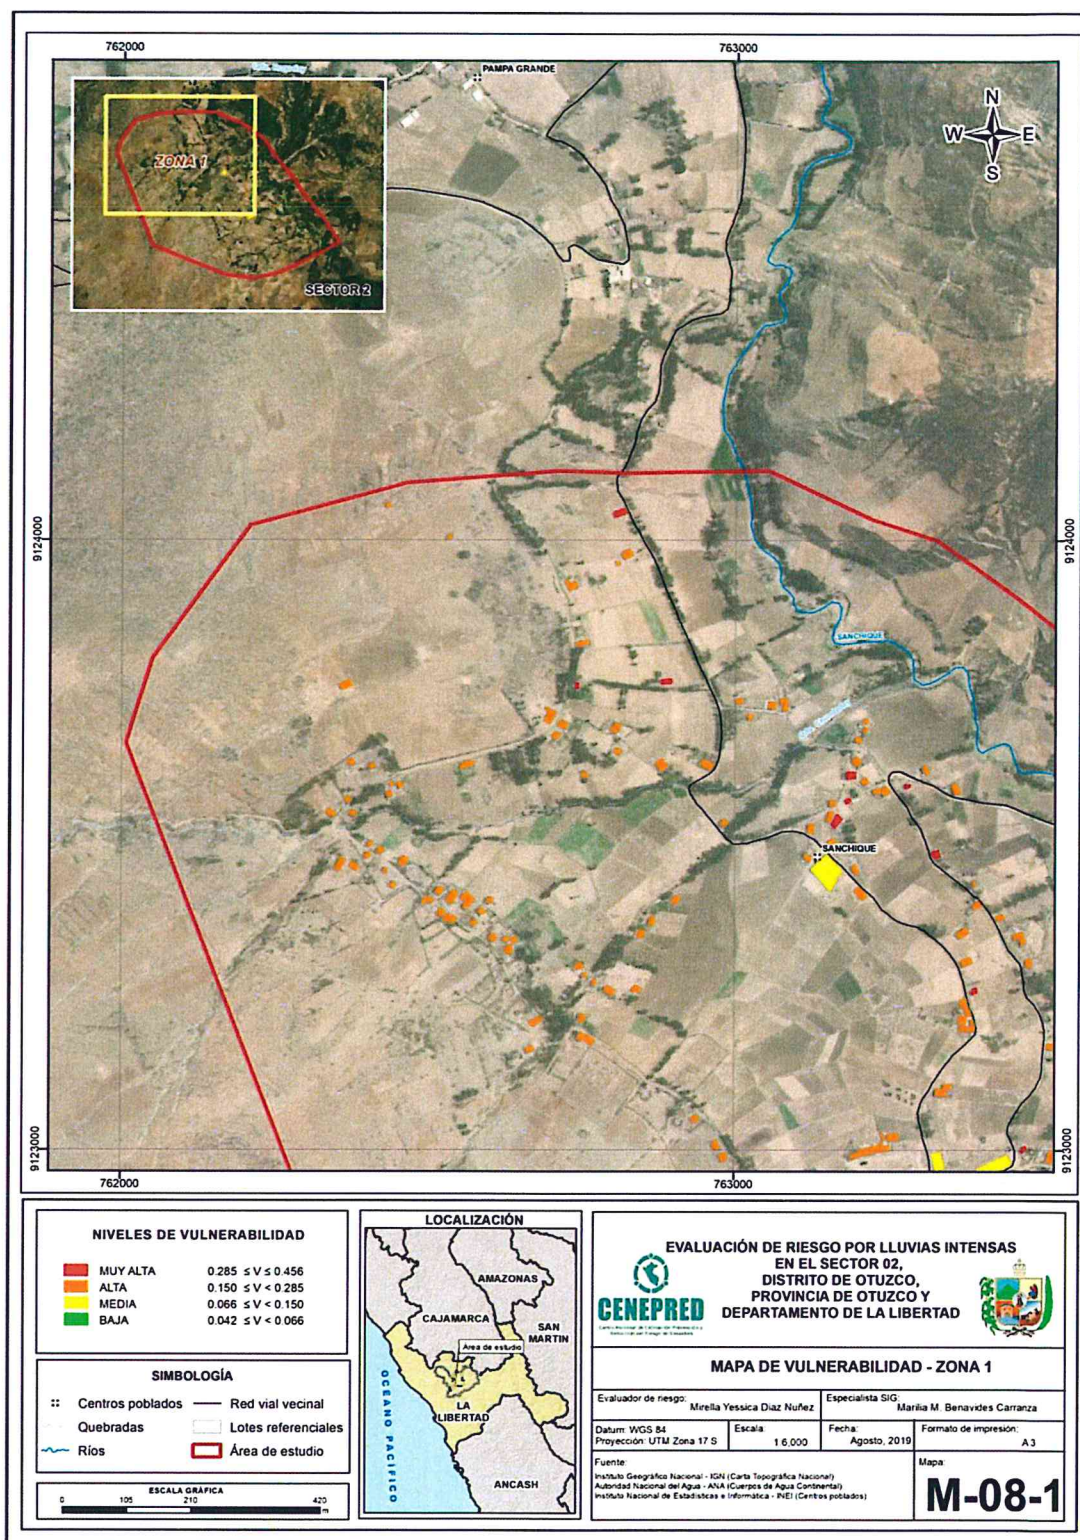 762000
763000
PAMPA GRANDE
N
W E
S
ZONA 1
SECTOR 2
9124000
9124000
SANCHIQUE
SANCHIQUE
9123000
9123000
762000
763000
NIVELES DE VULNERABILIDAD
MUY ALTA 0.285 ≤ V ≤ 0.456
ALTA 0.150 ≤ V < 0.285
MEDIA 0.066 ≤ V < 0.150
BAJA 0.042 ≤ V < 0.066
SIMBOLOGÍA
Centros poblados
Red vial vecinal
Quebradas
Lotes referenciales
Ríos
Área de estudio
ESCALA GRÁFICA
0 105 210 420
m
LOCALIZACIÓN
AMAZONAS
CAJAMARCA
SAN
MARTIN
Área de estudio
LA
LIBERTAD
OCEANO PACIFICO
ANCASH
CENEPRED
EVALUACIÓN DE RIESGO POR LLUVIAS INTENSAS
EN EL SECTOR 02,
DISTRITO DE OTUZCO,
PROVINCIA DE OTUZCO Y
DEPARTAMENTO DE LA LIBERTAD
MAPA DE VULNERABILIDAD - ZONA 1
Evaluador de riesgo:
Mirella Yessica Diaz Nuñez
Especialista SIG:
Marilia M. Benavides Carranza
Datum: WGS 84
Proyección: UTM Zona 17 S
Escala:
1:6,000
Fecha:
Agosto, 2019
Formato de impresión:
A3
Fuente:
Instituto Geográfico Nacional - IGN (Carta Topográfica Nacional)
Autoridad Nacional del Agua - ANA (Cuerpos de Agua Continental)
Instituto Nacional de Estadísticas e Informática - INEI (Centros poblados)
Mapa:
M-08-1